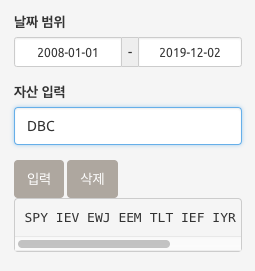 날짜 범위
2008-01-01 - 2019-12-02
자산 입력
DBC
입력 삭제
SPY IEV EWJ EEM TLT IEF IYR